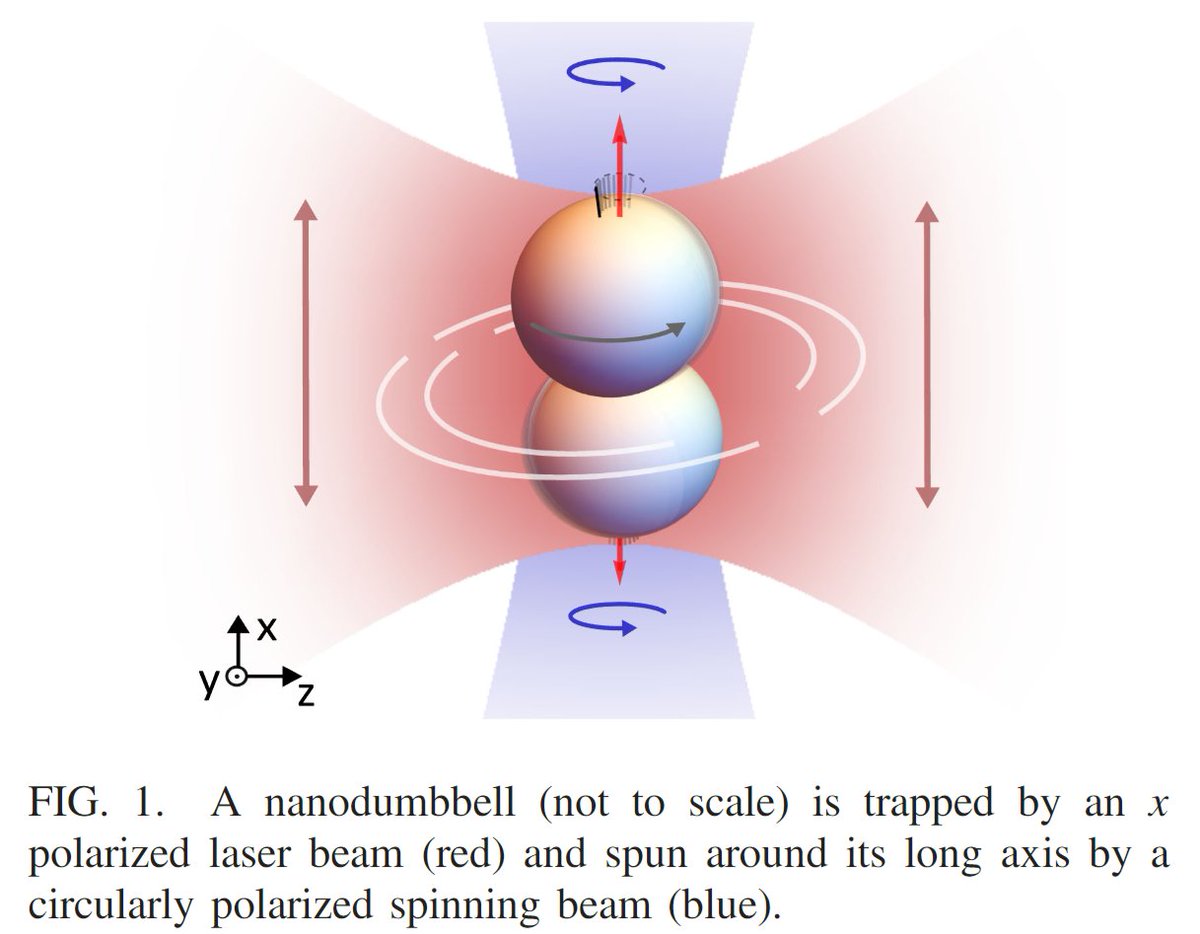 x
y
z
FIG. 1. A nanodumbbell (not to scale) is trapped by an x
polarized laser beam (red) and spun around its long axis by a
circularly polarized spinning beam (blue).